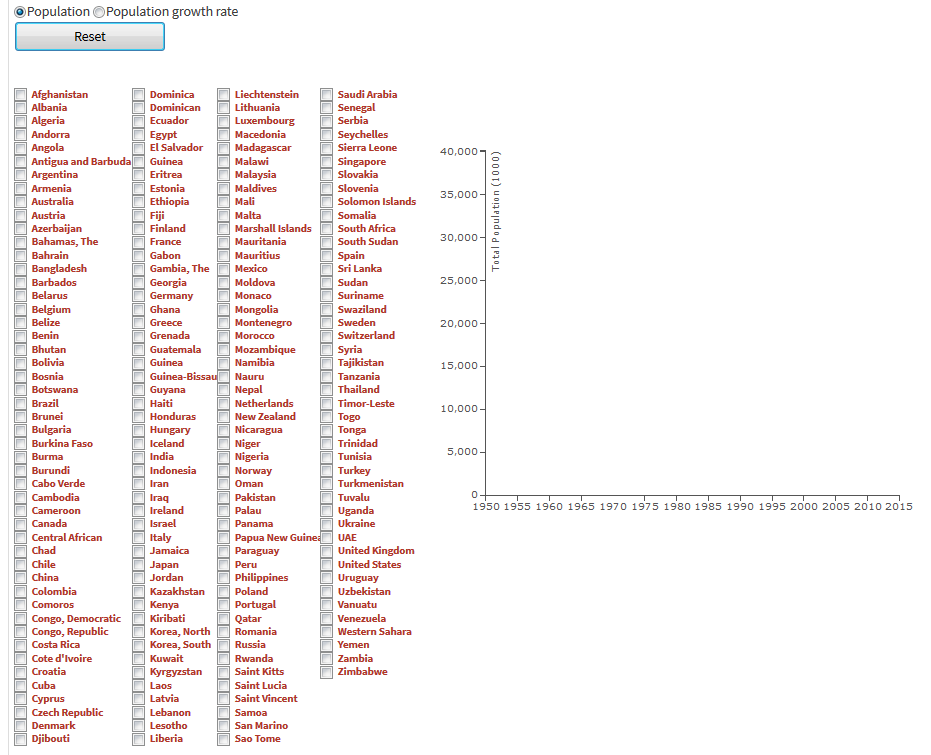 Population Population growth rate
Reset
Afghanistan
Albania
Algeria
Andorra
Angola
Antigua and Barbuda
Argentina
Armenia
Australia
Austria
Azerbaijan
Bahamas, The
Bahrain
Bangladesh
Barbados
Belarus
Belgium
Belize
Benin
Bhutan
Bolivia
Bosnia
Botswana
Brazil
Brunei
Bulgaria
Burkina Faso
Burma
Burundi
Cabo Verde
Cambodia
Cameroon
Canada
Central African
Chad
Chile
China
Colombia
Comoros
Congo, Democratic
Congo, Republic
Costa Rica
Cote d'Ivoire
Croatia
Cuba
Cyprus
Czech Republic
Denmark
Djibouti
Dominica
Dominican
Ecuador
Egypt
El Salvador
Guinea
Eritrea
Estonia
Ethiopia
Fiji
Finland
France
Gabon
Gambia, The
Georgia
Germany
Ghana
Greece
Grenada
Guatemala
Guinea
Guinea-Bissau
Guyana
Haiti
Honduras
Hungary
Iceland
India
Indonesia
Iran
Iraq
Ireland
Israel
Italy
Jamaica
Japan
Jordan
Kazakhstan
Kenya
Kiribati
Korea, North
Korea, South
Kuwait
Kyrgyzstan
Laos
Latvia
Lebanon
Lesotho
Liberia
Liechtenstein
Lithuania
Luxembourg
Macedonia
Madagascar
Malawi
Malaysia
Maldives
Mali
Malta
Marshall Islands
Mauritania
Mauritius
Mexico
Moldova
Monaco
Mongolia
Montenegro
Morocco
Mozambique
Namibia
Nauru
Nepal
Netherlands
New Zealand
Nicaragua
Niger
Nigeria
Norway
Oman
Pakistan
Palau
Panama
Papua New Guinea
Paraguay
Peru
Philippines
Poland
Portugal
Qatar
Romania
Russia
Rwanda
Saint Kitts
Saint Lucia
Saint Vincent
Samoa
San Marino
Sao Tome
Saudi Arabia
Senegal
Serbia
Seychelles
Sierra Leone
Singapore
Slovakia
Slovenia
Solomon Islands
Somalia
South Africa
South Sudan
Spain
Sri Lanka
Sudan
Suriname
Swaziland
Sweden
Switzerland
Syria
Tajikistan
Tanzania
Thailand
Timor-Leste
Togo
Tonga
Trinidad
Tunisia
Turkey
Turkmenistan
Tuvalu
Uganda
Ukraine
UAE
United Kingdom
United States
Uruguay
Uzbekistan
Vanuatu
Venezuela
Western Sahara
Yemen
Zambia
Zimbabwe
Total Population (1000)
40,000
35,000
30,000
25,000
20,000
15,000
10,000
5,000
0
1950 1955 1960 1965 1970 1975 1980 1985 1990 1995 2000 2005 2010 2015